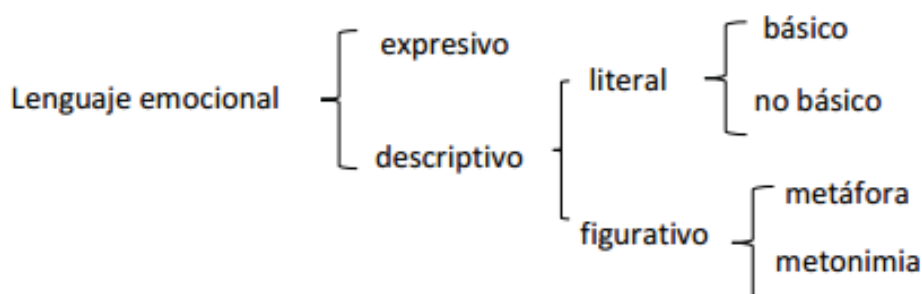 Lenguaje emocional
expresivo
descriptivo
literal
básico
no básico
figurativo
metáfora
metonimia